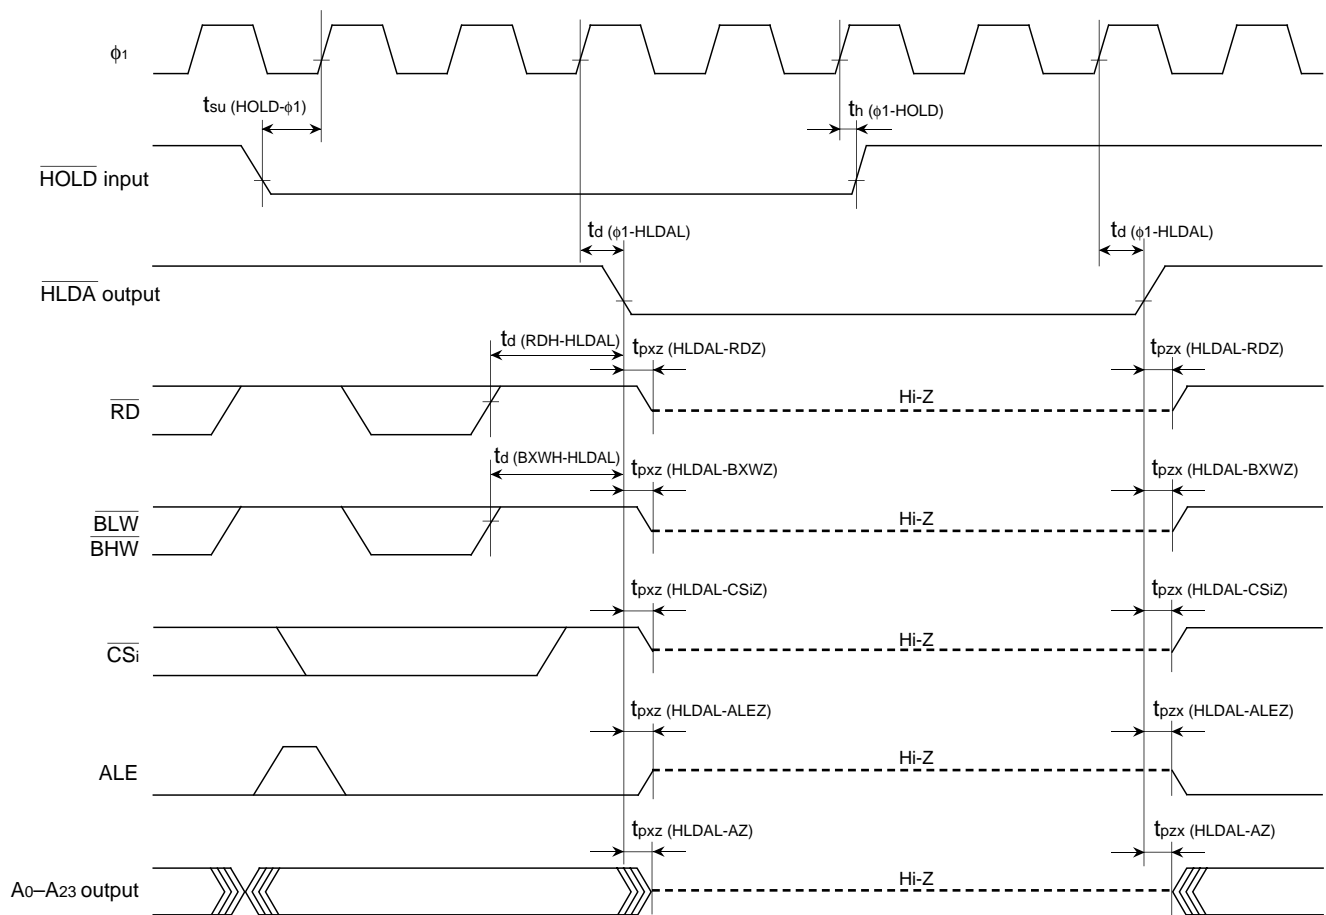 ϕ1
tsu (HOLD-ϕ1)
th (ϕ1-HOLD)
HOLD input
td (ϕ1-HLDAL)
td (ϕ1-HLDAL)
HLDA output
td (RDH-HLDAL)
tpxz (HLDAL-RDZ)
tpzx (HLDAL-RDZ)
RD
Hi-Z
td (BXWH-HLDAL)
tpxz (HLDAL-BXWZ)
tpzx (HLDAL-BXWZ)
BLW
Hi-Z
BHW
tpxz (HLDAL-CSiZ)
tpzx (HLDAL-CSiZ)
CSi
Hi-Z
tpxz (HLDAL-ALEZ)
tpzx (HLDAL-ALEZ)
ALE
Hi-Z
tpxz (HLDAL-AZ)
tpzx (HLDAL-AZ)
A0–A23 output
Hi-Z